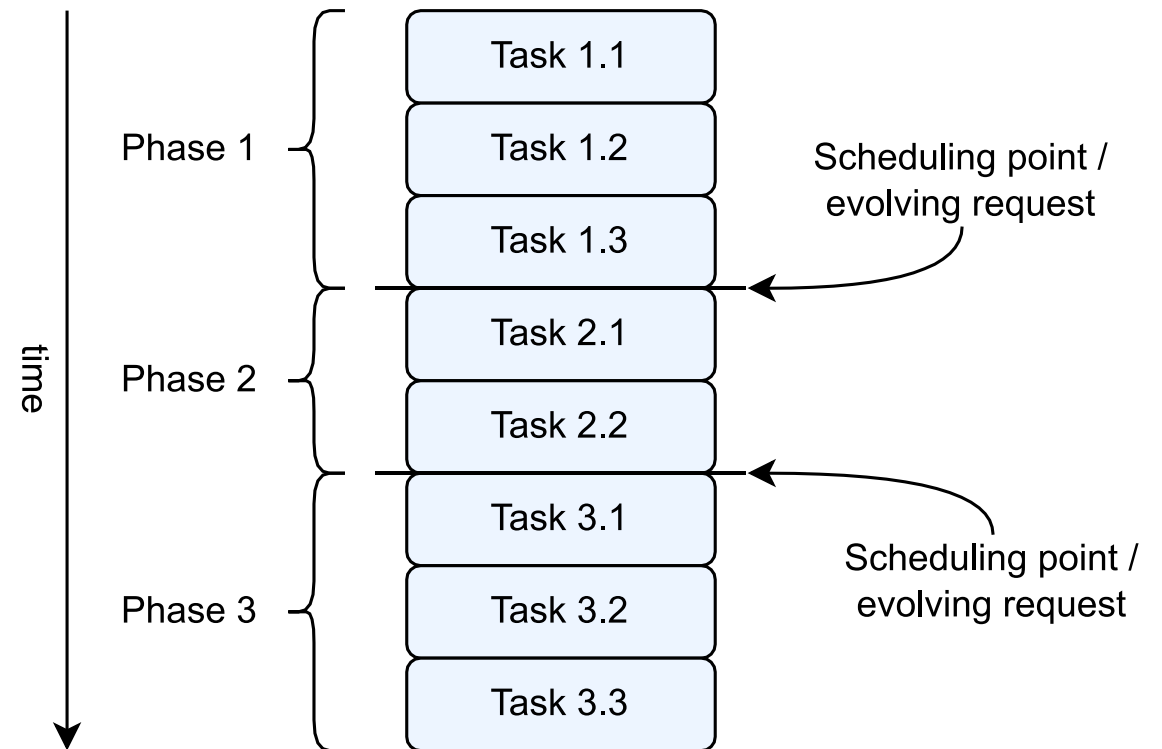 time
Phase 1
Task 1.1
Task 1.2
Task 1.3
Scheduling point /
evolving request
Phase 2
Task 2.1
Task 2.2
Scheduling point /
evolving request
Phase 3
Task 3.1
Task 3.2
Task 3.3